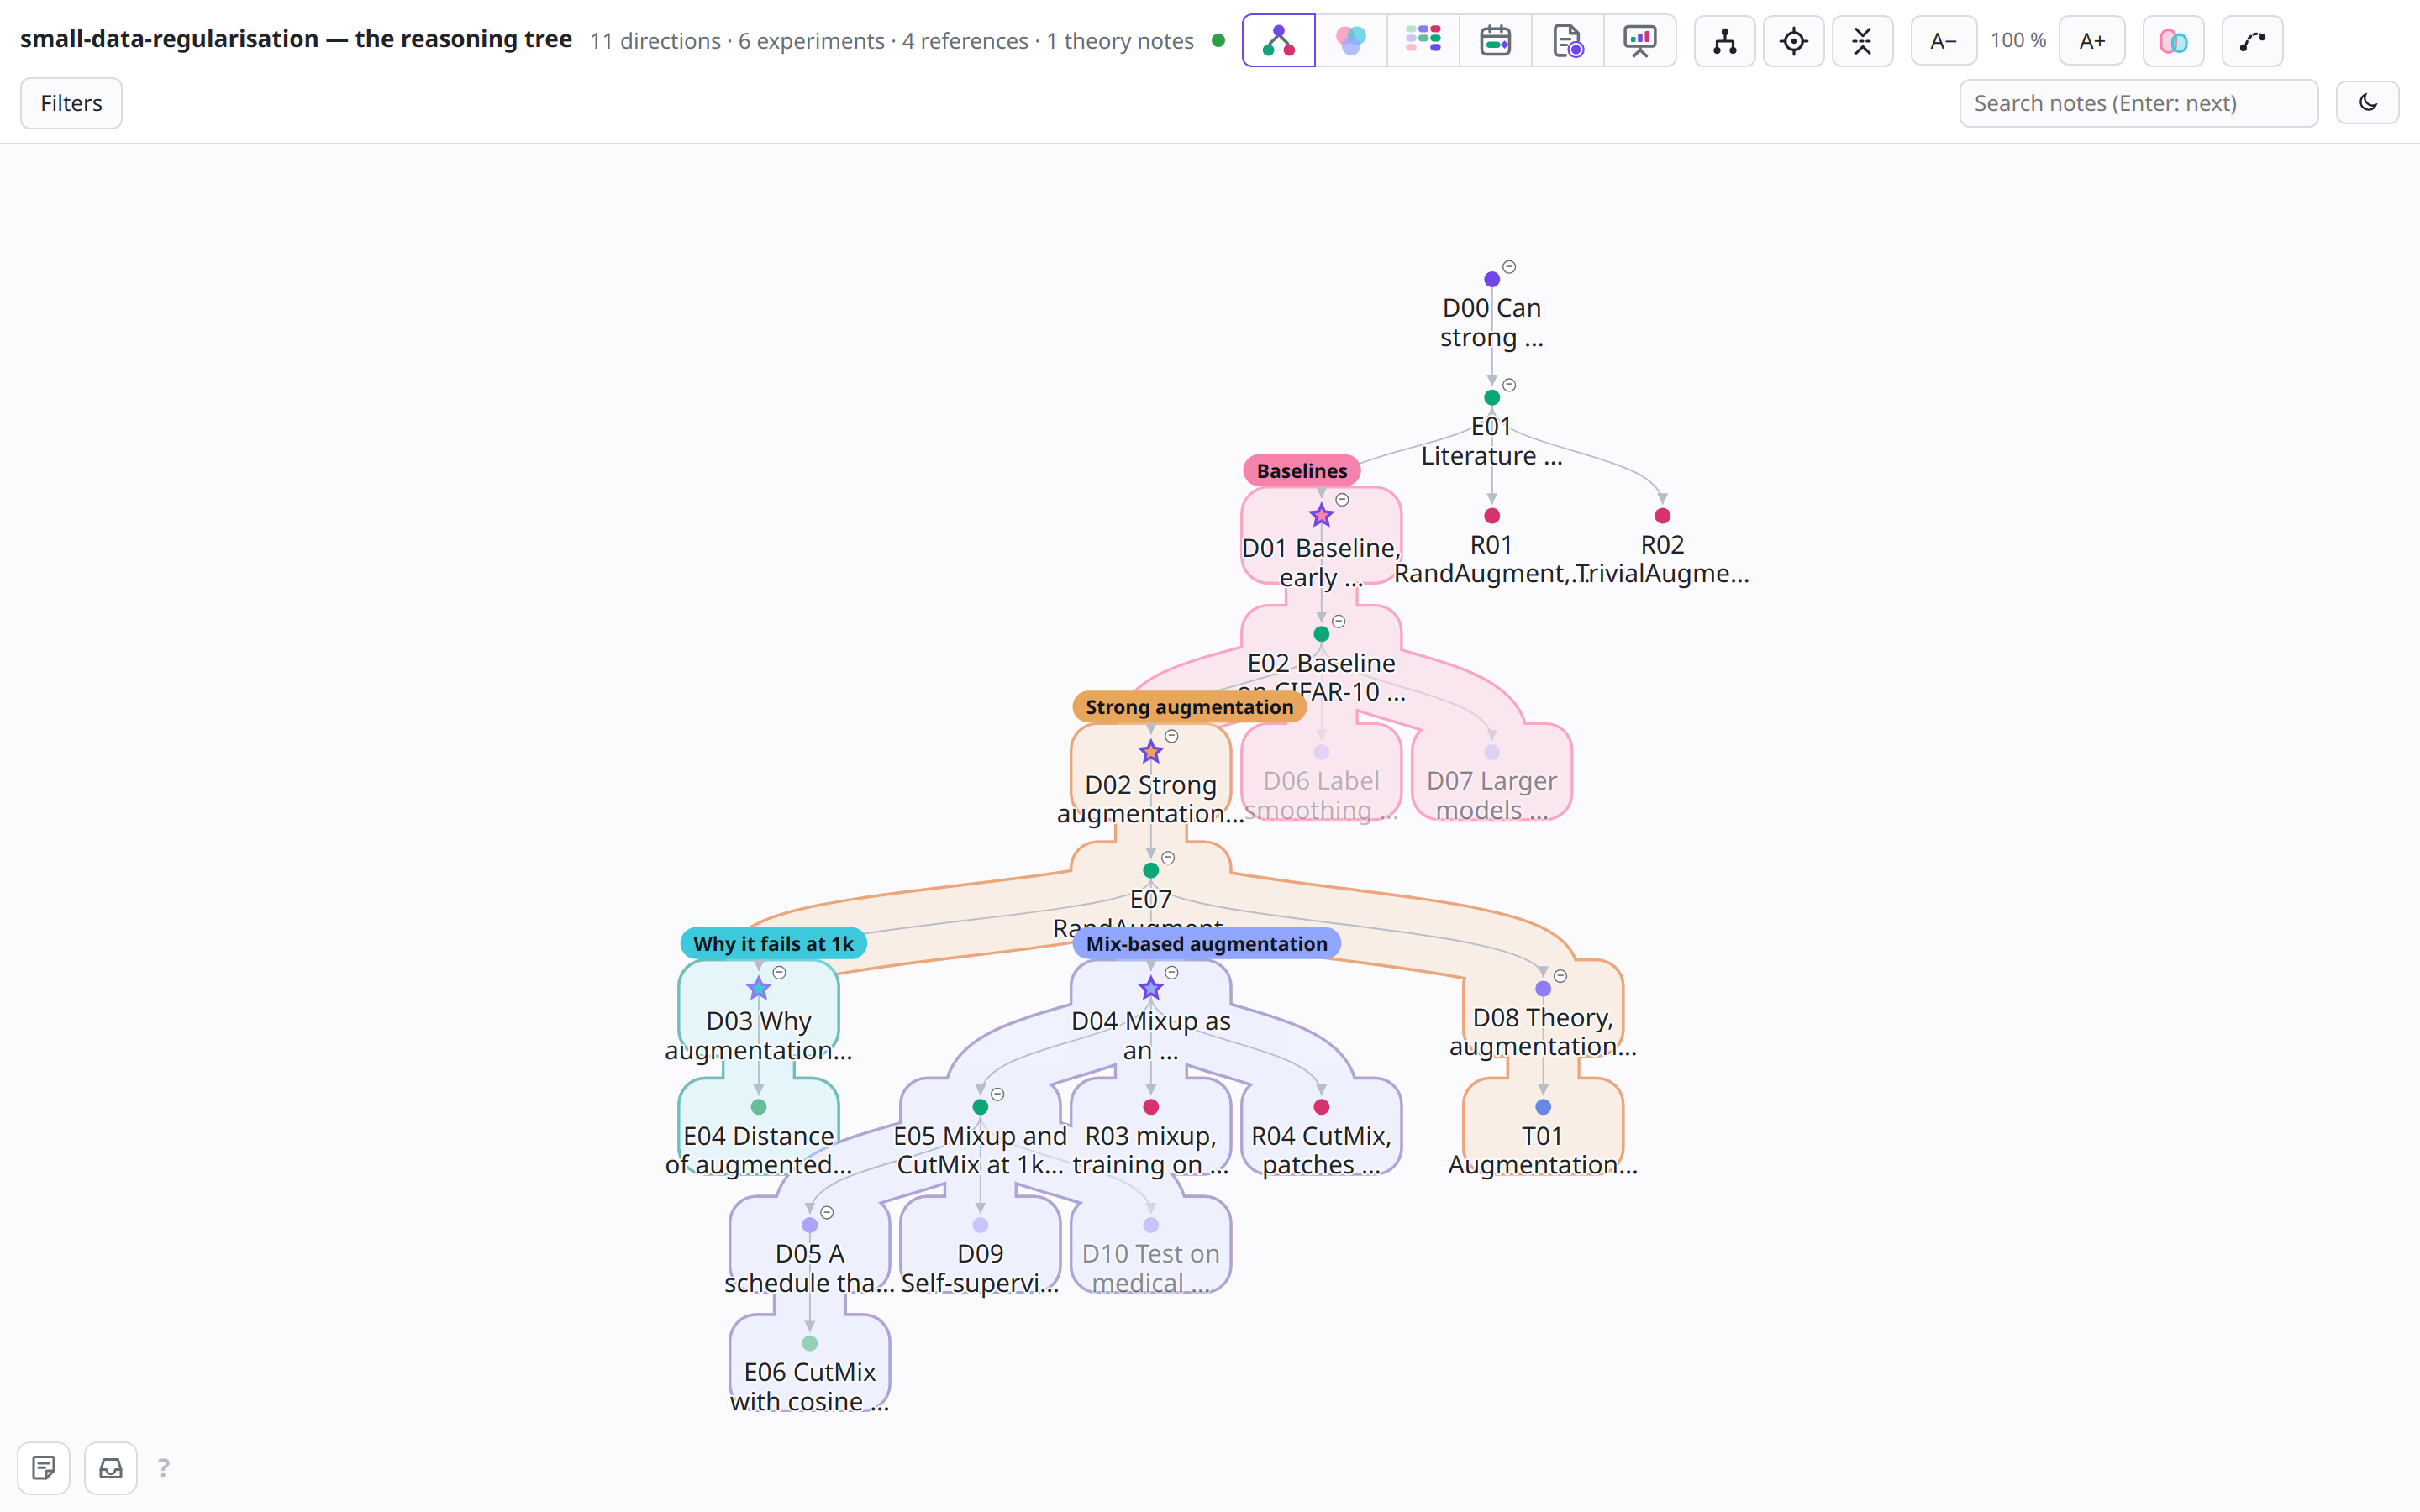 small-data-regularisation — the reasoning tree
11 directions · 6 experiments · 4 references · 1 theory notes
A−
100 %
A+
Filters
Search notes (Enter: next)
D00 Can
strong ...
E01
Literature ...
Baselines
D01 Baseline,
early ...
R01
RandAugment,...
R02
TrivialAugme...
E02 Baseline
on CIFAR-10 ...
Strong augmentation
D02 Strong
augmentation...
D06 Label
smoothing ...
D07 Larger
models ...
E07
RandAugment
Why it fails at 1k
Mix-based augmentation
D03 Why
augmentation...
D04 Mixup as
an ...
D08 Theory,
augmentation...
E04 Distance
of augmented...
E05 Mixup and
CutMix at 1k...
R03 mixup,
training on ...
R04 CutMix,
patches ...
T01
Augmentation...
D05 A
schedule tha...
D09
Self-supervi...
D10 Test on
medical ...
E06 CutMix
with cosine ...
?